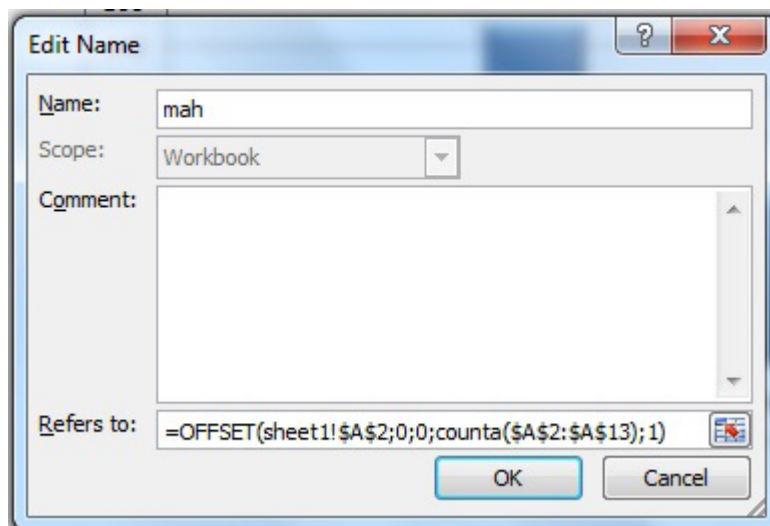 Edit Name
Name: mah
Scope: Workbook
Comment:
Refers to: =OFFSET(sheet1!$A$2;0;0;counta($A$2:$A$13);1)
OK Cancel